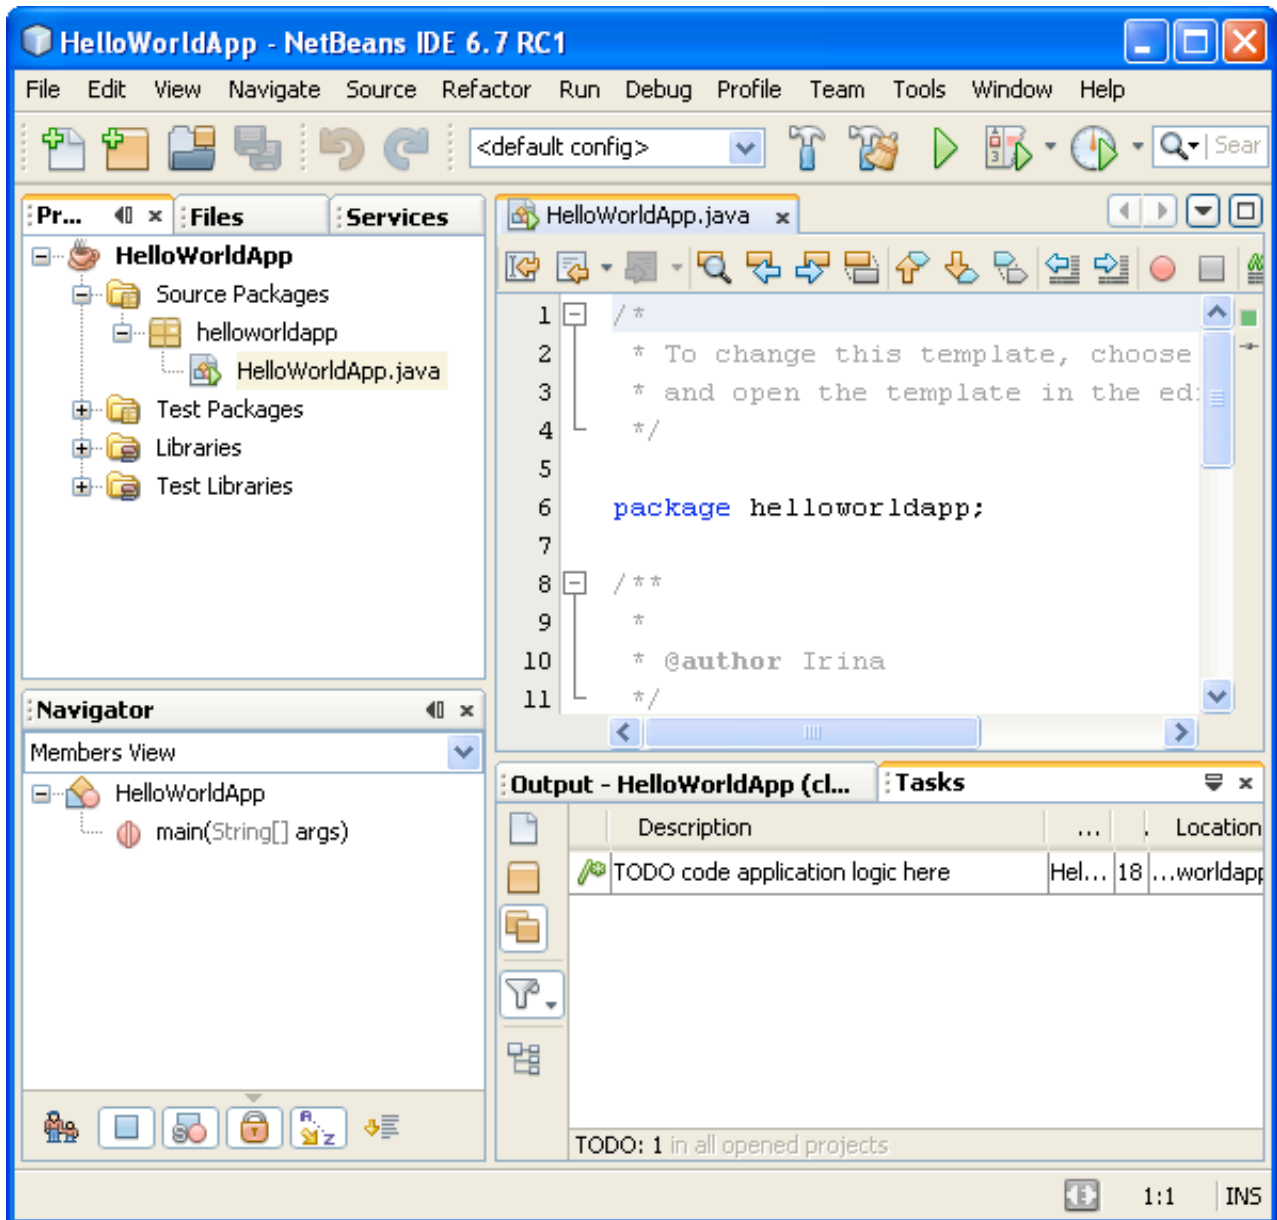 HelloWorldApp - NetBeans IDE 6.7 RC1
File Edit View Navigate Source Refactor Run Debug Profile Team Tools Window Help
<default config> Sear
Pr... Files Services
HelloWorldApp
Source Packages
helloworldapp
HelloWorldApp.java
Test Packages
Libraries
Test Libraries
Navigator
Members View
HelloWorldApp
main(String[] args)
HelloWorldApp.java
1 /*
2 * To change this template, choose
3 * and open the template in the ed
4 */
5
6 package helloworldapp;
7
8 /**
9 *
10 * @author Irina
11 */
Output - HelloWorldApp (cl... Tasks
Description ... . Location
TODO code application logic here Hel... 18 ...worldapp
TODO: 1 in all opened projects
1:1 INS